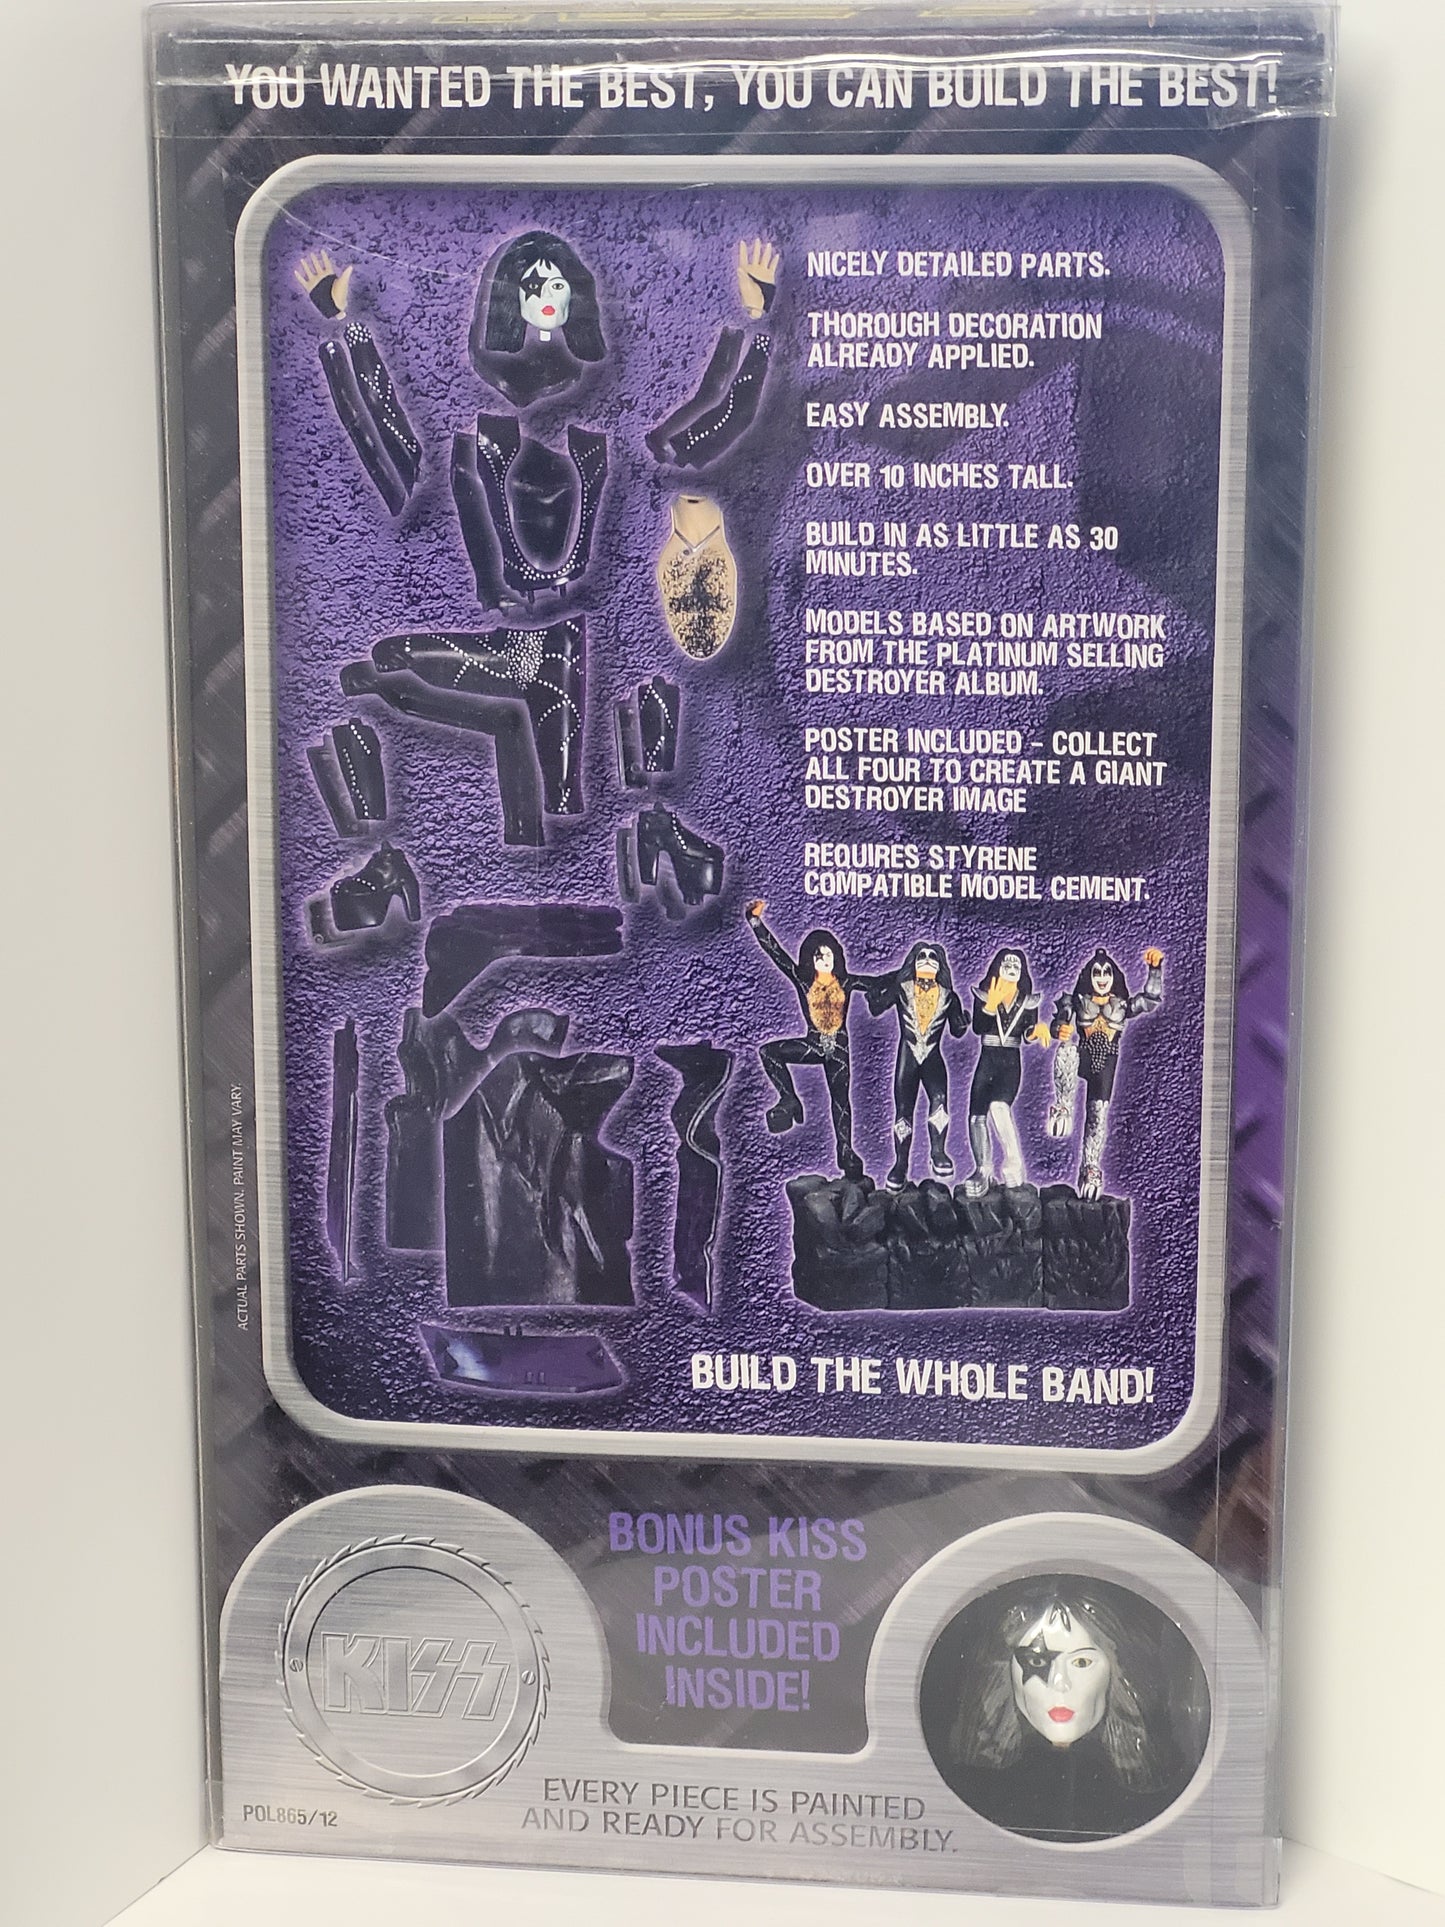 YOU WANTED THE BEST, YOU CAN BUILD THE BEST!
NICELY DETAILED PARTS.
THOROUGH DECORATION
ALREADY APPLIED.
EASY ASSEMBLY.
OVER 10 INCHES TALL.
BUILD IN AS LITTLE AS 30
MINUTES.
MODELS BASED ON ARTWORK
FROM THE PLATINUM SELLING
DESTROYER ALBUM.
POSTER INCLUDED - COLLECT
ALL FOUR TO CREATE A GIANT
DESTROYER IMAGE
REQUIRES STYRENE
COMPATIBLE MODEL CEMENT.
BUILD THE WHOLE BAND!
ACTUAL PARTS SHOWN. PAINT MAY VARY.
BONUS KISS
POSTER
INCLUDED
INSIDE!
KISS
EVERY PIECE IS PAINTED
AND READY FOR ASSEMBLY.
POL865/12